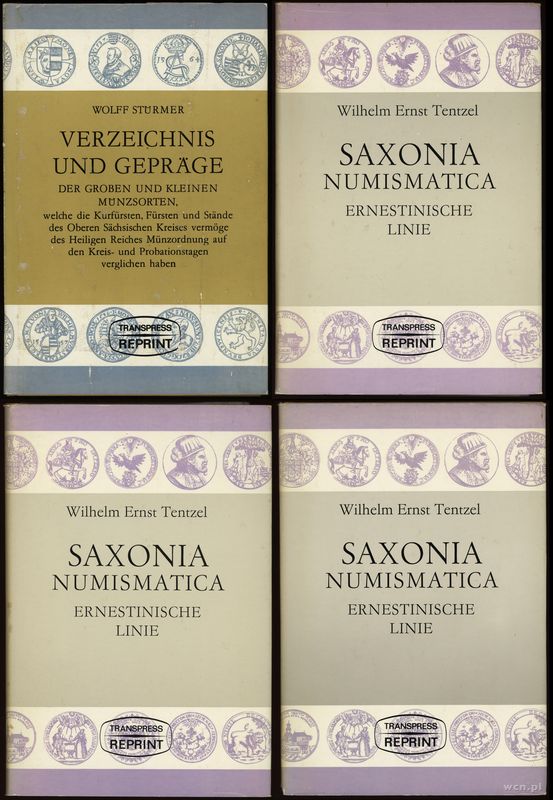 WOLFF STÜRMER
VERZEICHNIS
UND GEPRÄGE
DER GROBEN UND KLEINEN
MÜNZSORTEN,
welche die Kurfürsten, Fürsten und Stände
des Oberen Sächsischen Kreises vermöge
des Heiligen Reiches Münzordnung auf
den Kreis- und Probationstagen
verglichen haben
TRANSPRESS
REPRINT
Wilhelm Ernst Tentzel
SAXONIA
NUMISMATICA
ERNESTINISCHE
LINIE
TRANSPRESS
REPRINT
Wilhelm Ernst Tentzel
SAXONIA
NUMISMATICA
ERNESTINISCHE
LINIE
TRANSPRESS
REPRINT
Wilhelm Ernst Tentzel
SAXONIA
NUMISMATICA
ERNESTINISCHE
LINIE
TRANSPRESS
REPRINT
wcn.pl